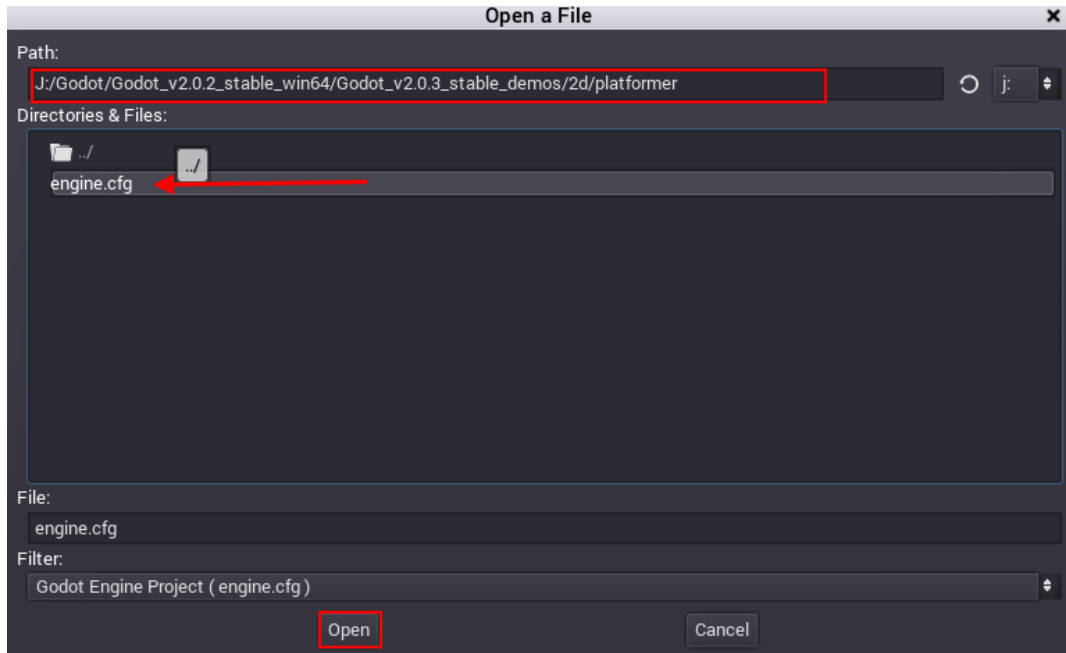 Open a File
Path:
J:/Godot/Godot_v2.0.2_stable_win64/Godot_v2.0.3_stable_demos/2d/platformer
j:
Directories & Files:
../
../
engine.cfg
File:
engine.cfg
Filter:
Godot Engine Project ( engine.cfg )
Open Cancel